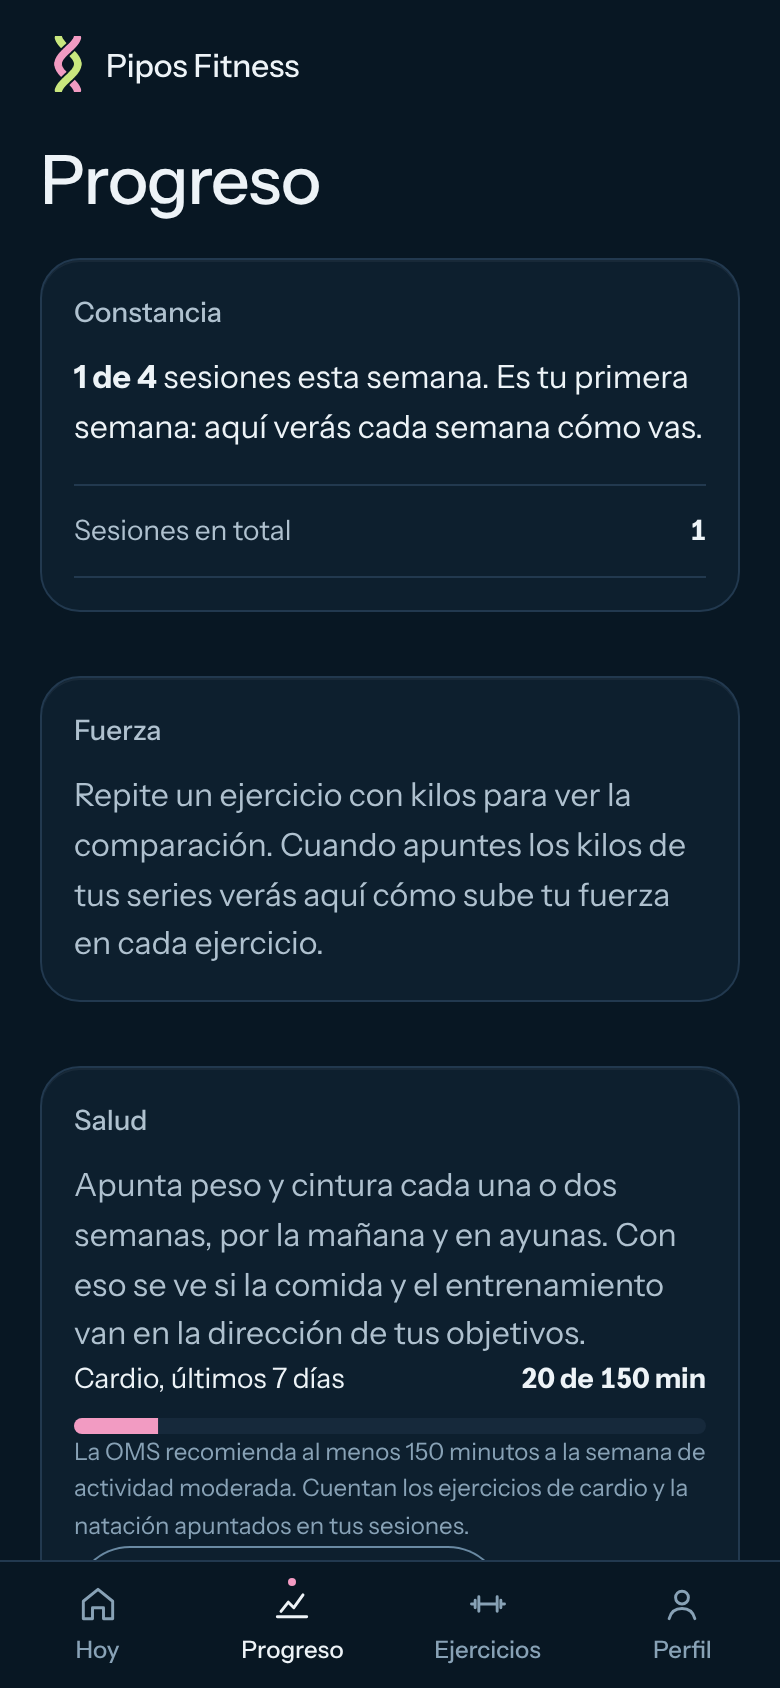 Pipos Fitness
Progreso
Constancia
1 de 4 sesiones esta semana. Es tu primera
semana: aquí verás cada semana cómo vas.
Sesiones en total 1
Fuerza
Repite un ejercicio con kilos para ver la
comparación. Cuando apuntes los kilos de
tus series verás aquí cómo sube tu fuerza
en cada ejercicio.
Salud
Apunta peso y cintura cada una o dos
semanas, por la mañana y en ayunas. Con
eso se ve si la comida y el entrenamiento
van en la dirección de tus objetivos.
Cardio, últimos 7 días 20 de 150 min
La OMS recomienda al menos 150 minutos a la semana de
actividad moderada. Cuentan los ejercicios de cardio y la
natación apuntados en tus sesiones.
Hoy Progreso Ejercicios Perfil